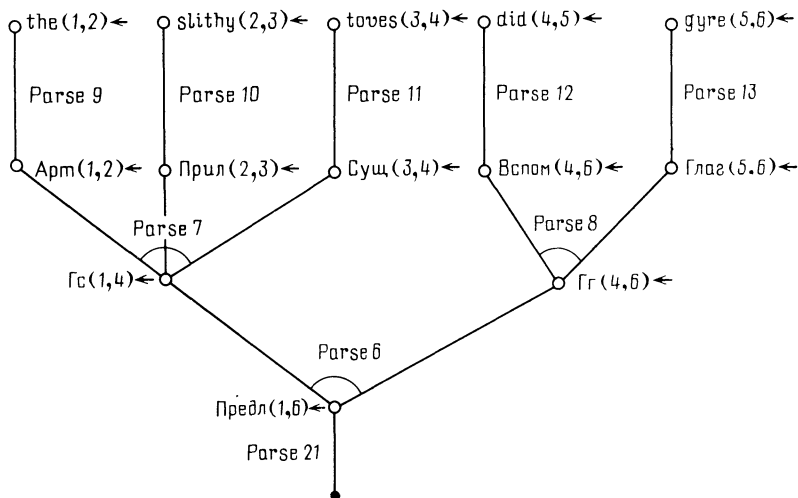 the(1,2)← slithy(2,3)← toves(3,4)← did(4,5)← gyre(5,6)←
Parse 9 Parse 10 Parse 11 Parse 12 Parse 13
Арт(1,2)← Прил(2,3)← Сущ(3,4)← Вспом(4,6)← Глаг(5.6)←
Parse 7 Parse 8
Гс(1,4)← Гг(4,6)←
Parse 6
Предл(1,6)←
Parse 21